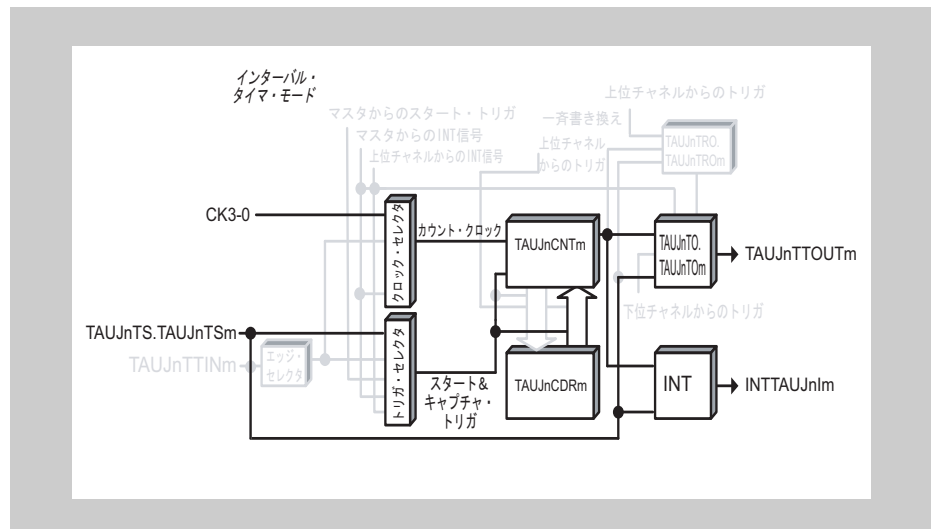 インターバル・
タイマ・モード
上位チャネルからのトリガ
マスタからのスタート・トリガ
一斉書き換え
マスタからのINT信号
上位チャネル
からのトリガ
上位チャネルからのINT信号
TAUJnTRO.
TAUJnTROm
CK3-0
クロック・セレクタ
カウント・クロック
TAUJnCNTm
TAUJnTO.
TAUJnTOm
TAUJnTTOUTm
下位チャネルからのトリガ
TAUJnTS.TAUJnTSm
TAUJnTTINm
エッジ・
セレクタ
トリガ・セレクタ
スタート&
キャプチャ・
トリガ
TAUJnCDRm
INT
INTTAUJnIm